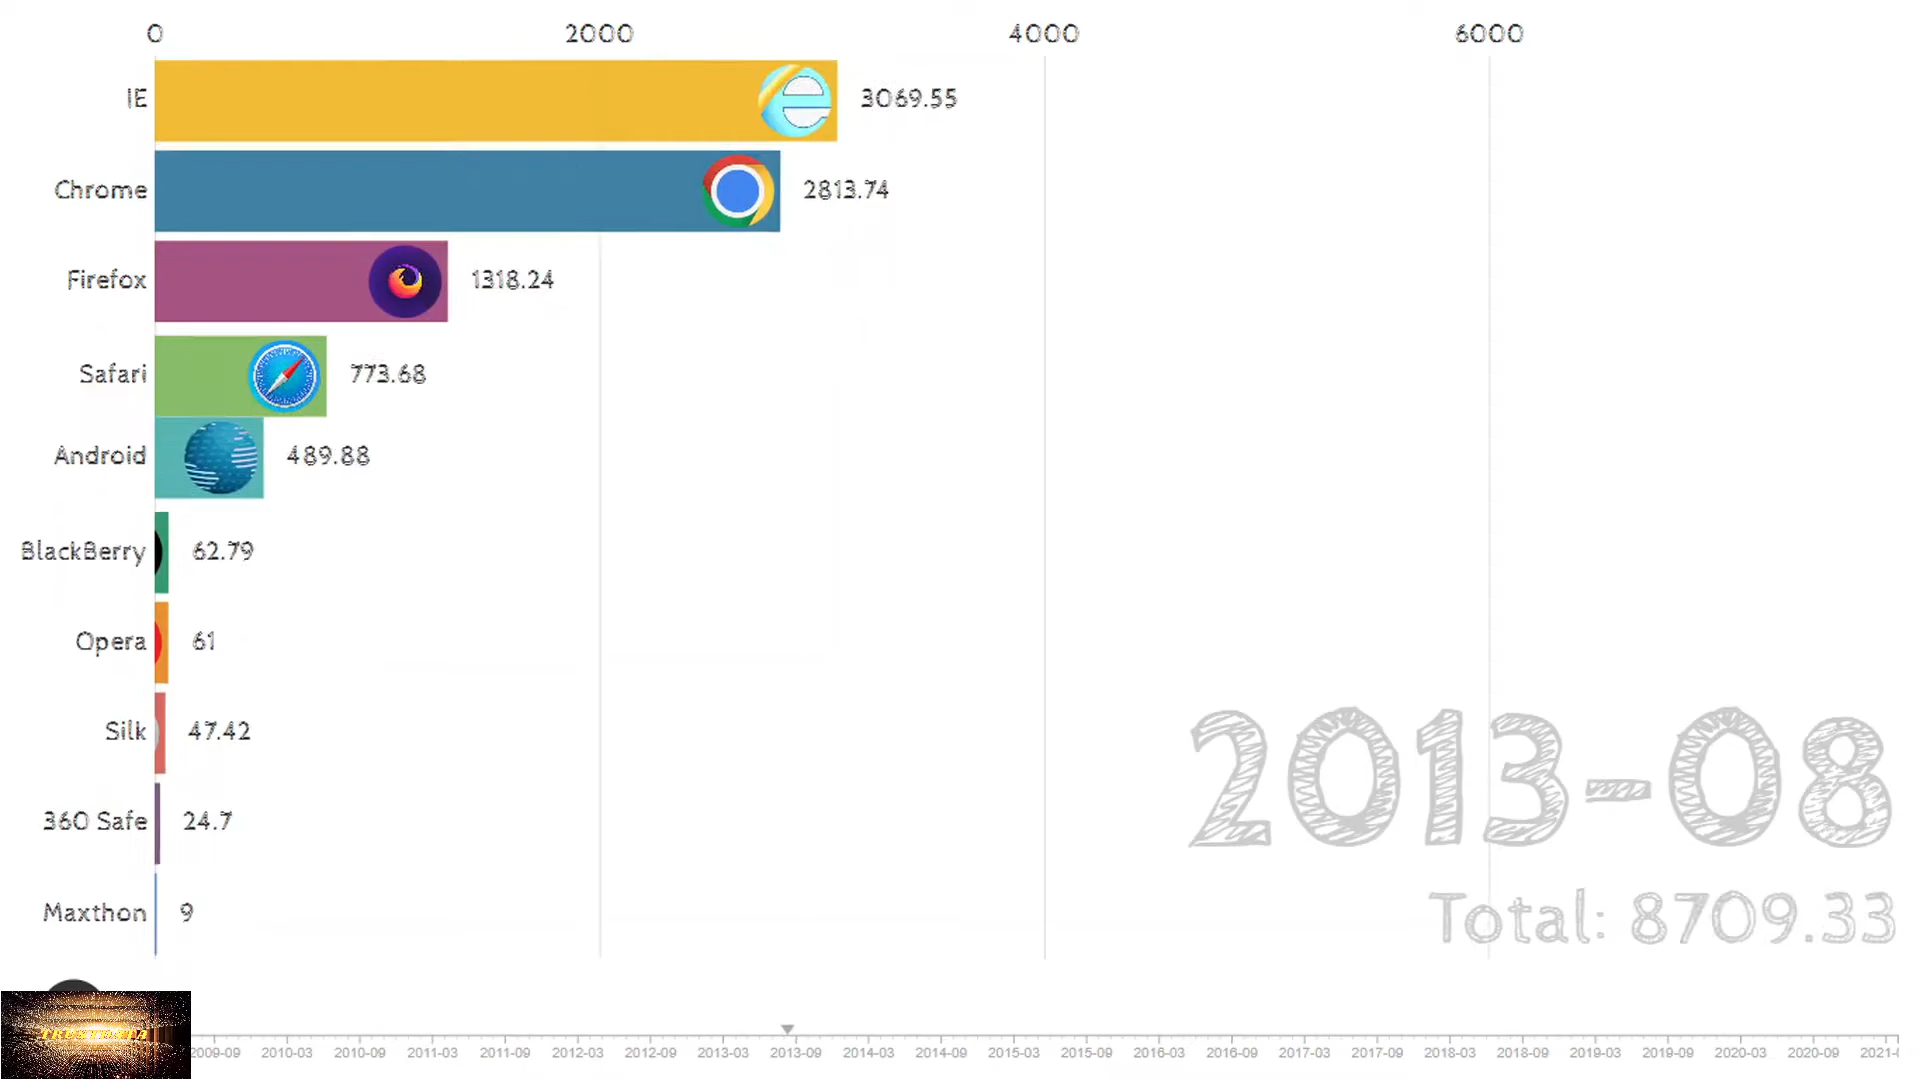 0 2000 4000 6000
IE 3069.55
Chrome 2813.74
Firefox 1318.24
Safari 773.68
Android 489.88
BlackBerry 62.79
Opera 61
Silk 47.42
360 Safe 24.7
Maxthon 9
2013-08
Total: 8709.33
2009-09 2010-03 2010-09 2011-03 2011-09 2012-03 2012-09 2013-03 2013-09 2014-03 2014-09 2015-03 2015-09 2016-03 2016-09 2017-03 2017-09 2018-03 2018-09 2019-03 2019-09 2020-03 2020-09